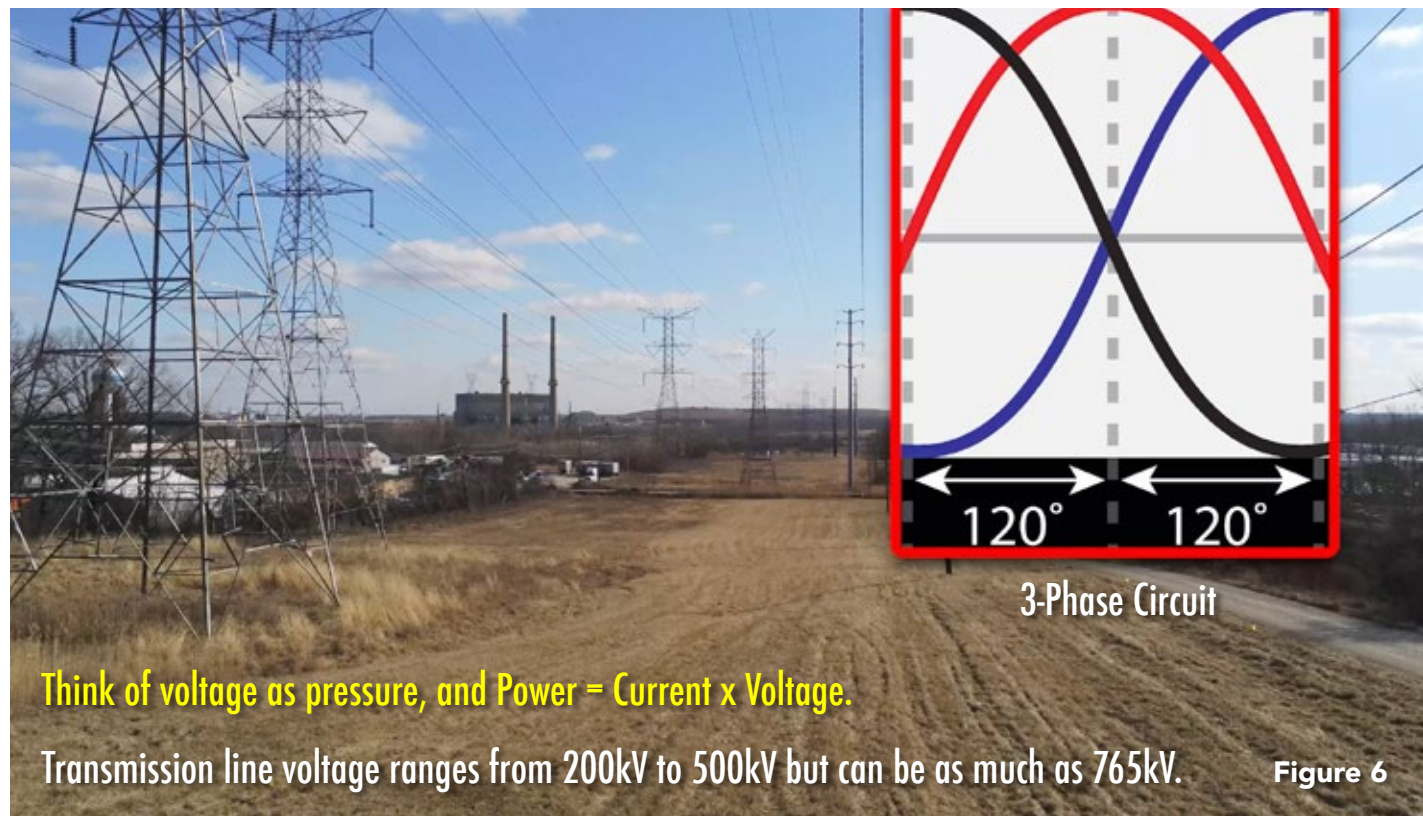 120° 120°
3-Phase Circuit
Think of voltage as pressure, and Power = Current x Voltage.
Transmission line voltage ranges from 200kV to 500kV but can be as much as 765kV.
Figure 6